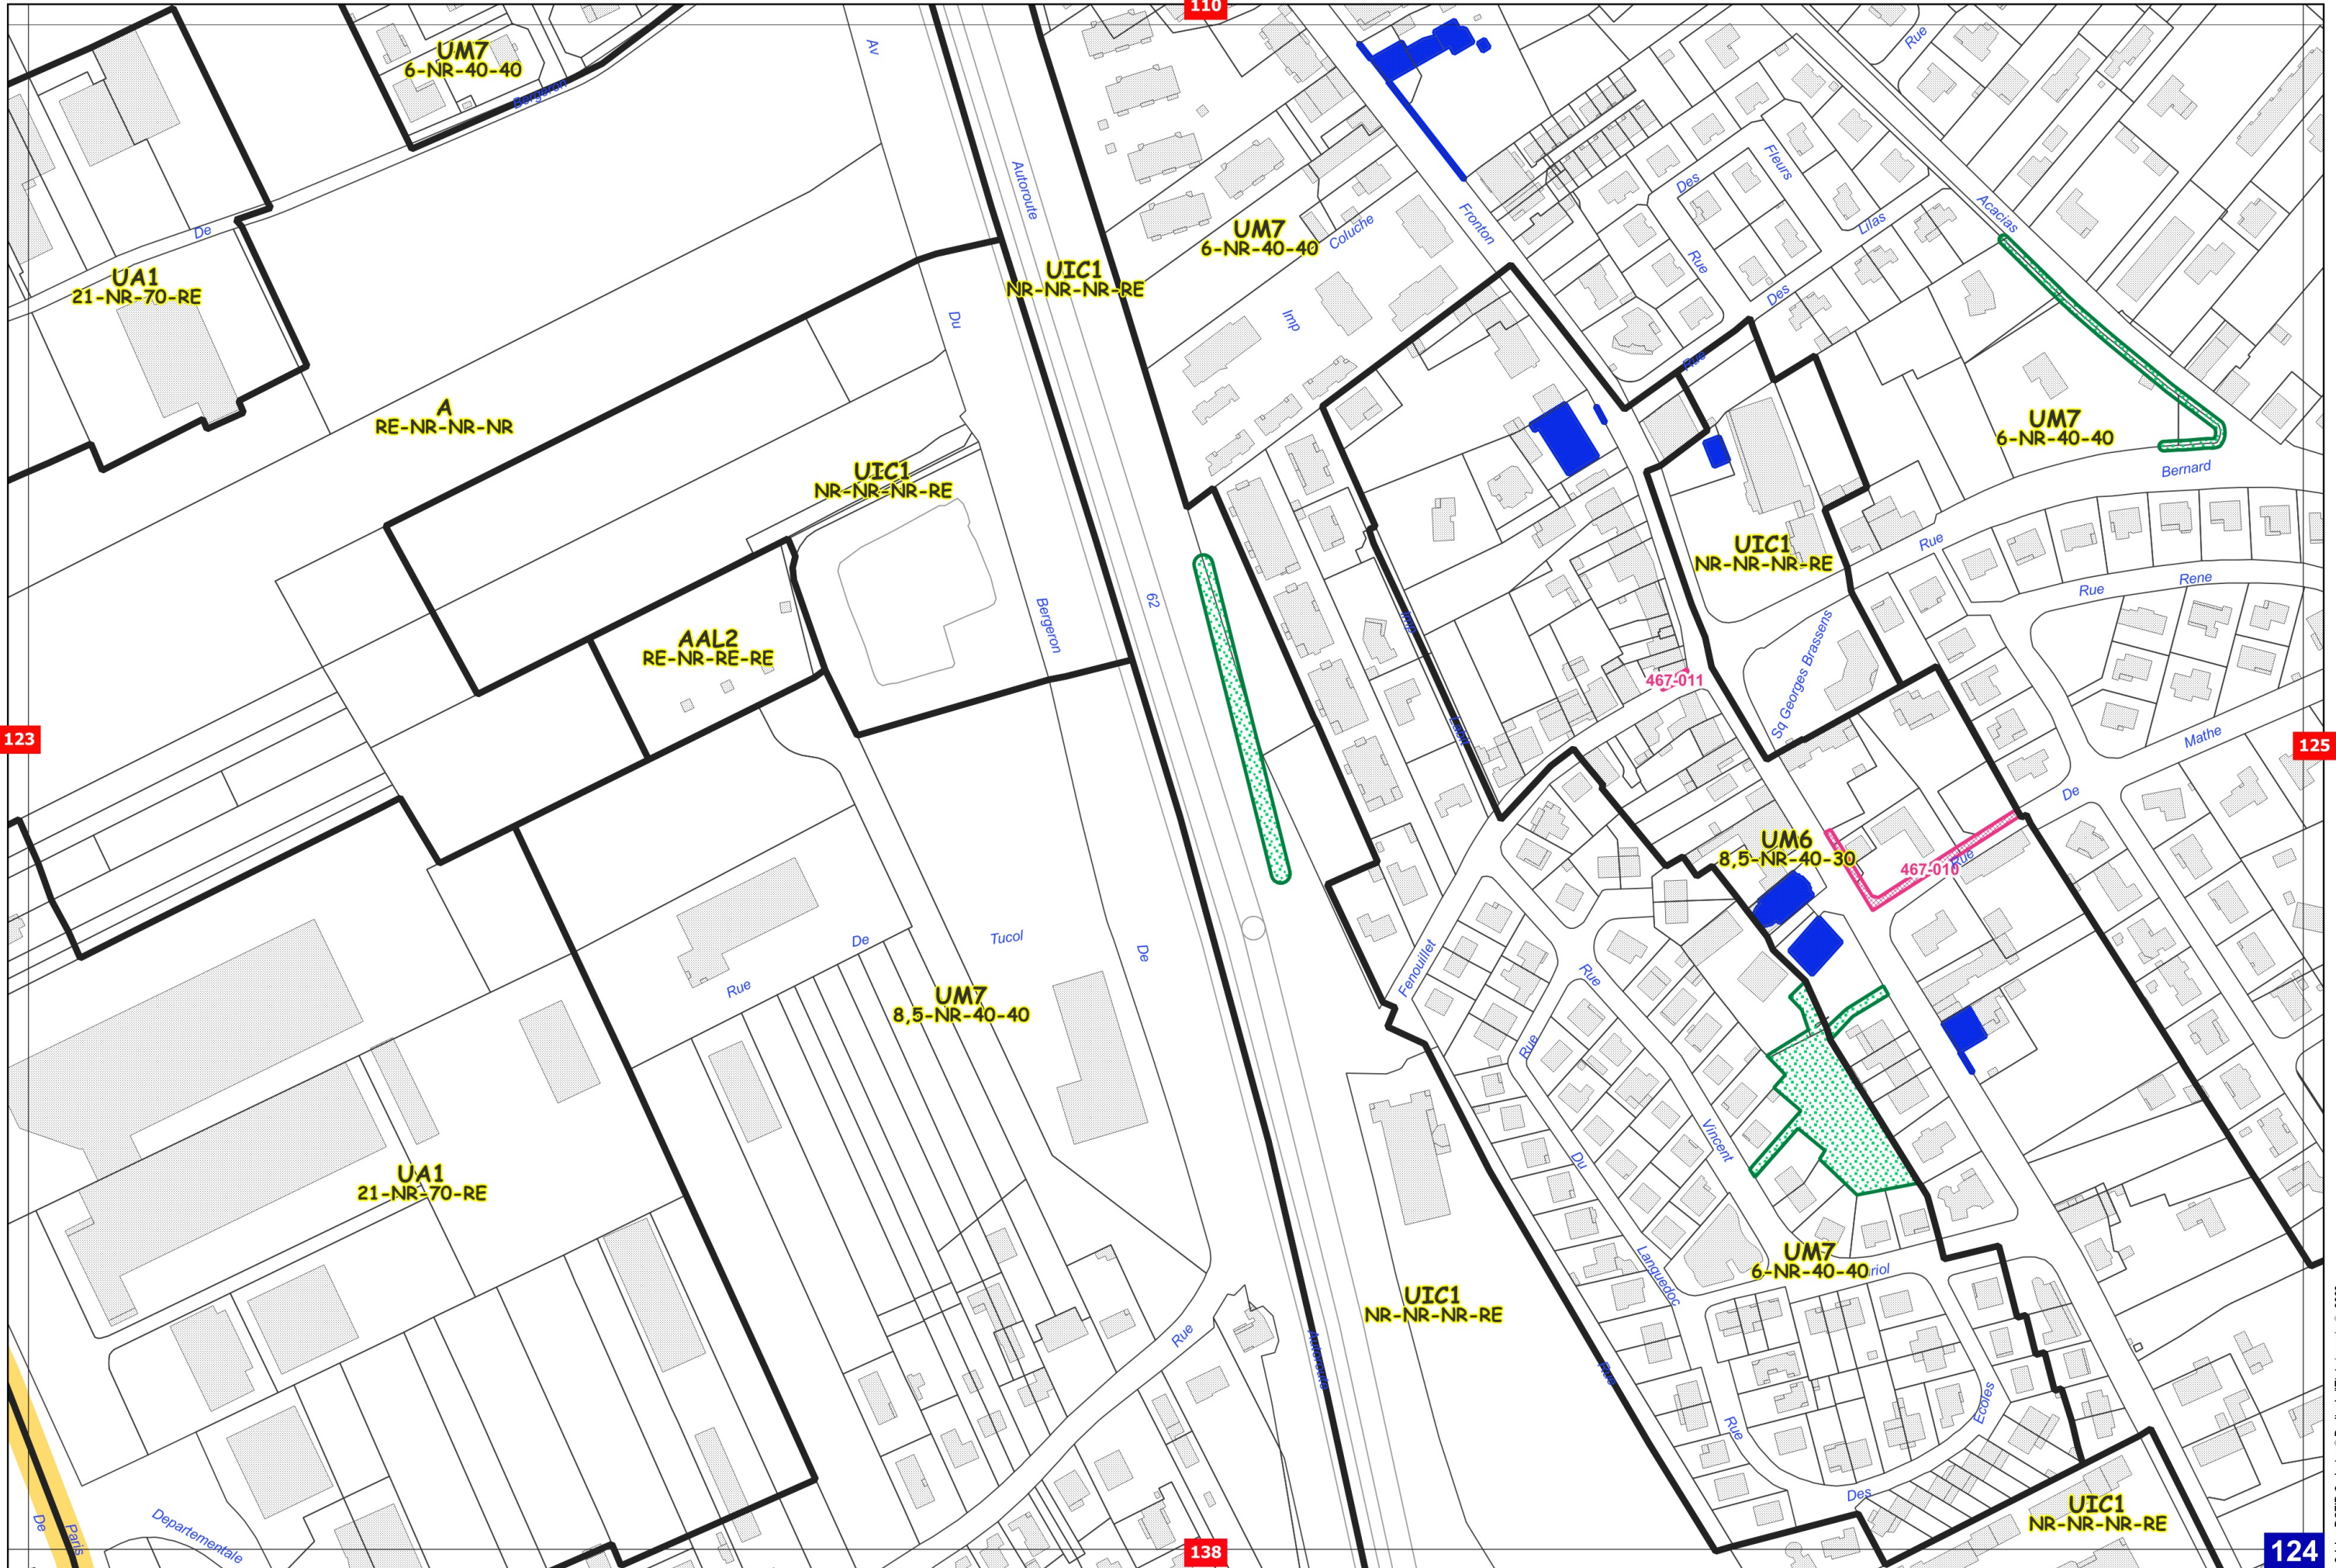 110
UM7
6-NR-40-40
Av
Rue
Bergeron
Fleurs
Des
Autoroute
Acacias
Fronton
Lilas
De
UM7
6-NR-40-40
Coluche
Rue
UIC1
NR-NR-NR-RE
UA1
21-NR-70-RE
Des
Du
Imp
Rue
A
RE-NR-NR-NR
UM7
6-NR-40-40
Bernard
UIC1
NR-NR-NR-RE
UIC1
NR-NR-NR-RE
Rue
Rue
Rene
62
Bergeron
Imp
AAL2
RE-NR-RE-RE
Sq Georges Brassens
467-011
123
125
Mathe
De
UM6
8,5-NR-40-30
467-010
Rue
De
Tucol
De
Fenouillet
Rue
Rue
UM7
8,5-NR-40-40
Rue
Vincent
Du
UA1
21-NR-70-RE
Languedoc
UM7
6-NR-40-40
riol
UIC1
NR-NR-NR-RE
Rue
Autoroute
Rue
Ecoles
Rue
Des
UIC1
NR-NR-NR-RE
De
Paris
Departementale
138
124